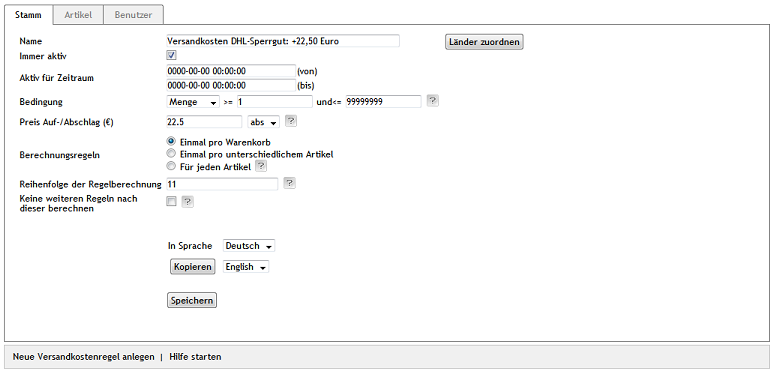 Stamm Artikel Benutzer
Name Versandkosten DHL-Sperrgut: +22,50 Euro Länder zuordnen
Immer aktiv
Aktiv für Zeitraum 0000-00-00 00:00:00 (von)
0000-00-00 00:00:00 (bis)
Bedingung Menge >= 1 und<= 99999999 ?
Preis Auf-/Abschlag (€) 22.5 abs ?
Berechnungsregeln Einmal pro Warenkorb
Einmal pro unterschiedlichem Artikel
Für jeden Artikel ?
Reihenfolge der Regelberechnung 11 ?
Keine weiteren Regeln nach
dieser berechnen ?
In Sprache Deutsch
Kopieren English
Speichern
Neue Versandkostenregel anlegen | Hilfe starten